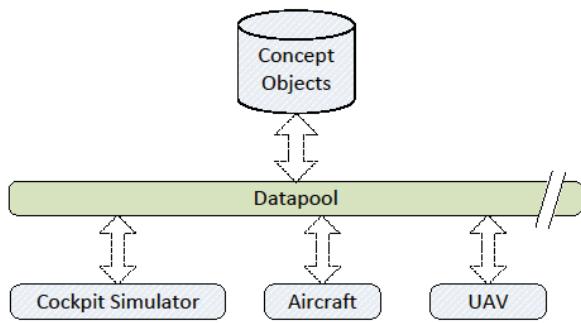 Concept
Objects
Datapool
Cockpit Simulator
Aircraft
UAV